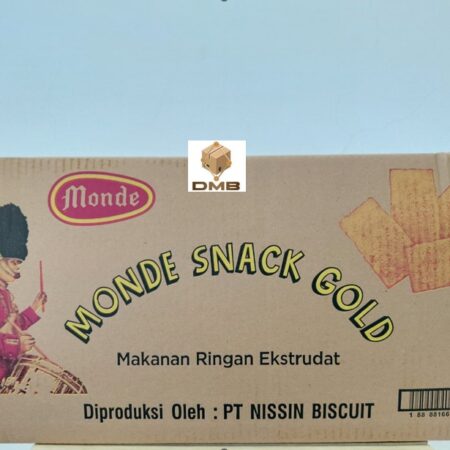 DMB
Monde
MONDE SNACK GOLD
Makanan Ringan Ekstrudat
Diproduksi Oleh : PT NISSIN BISCUIT